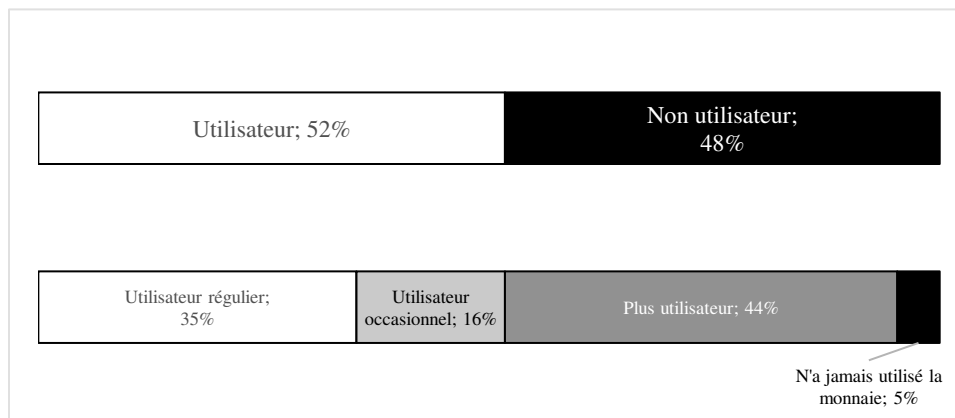 Utilisateur; 52%
Non utilisateur;
48%
Utilisateur régulier;
35%
Utilisateur
occasionnel; 16%
Plus utilisateur; 44%
N'a jamais utilisé la
monnaie; 5%